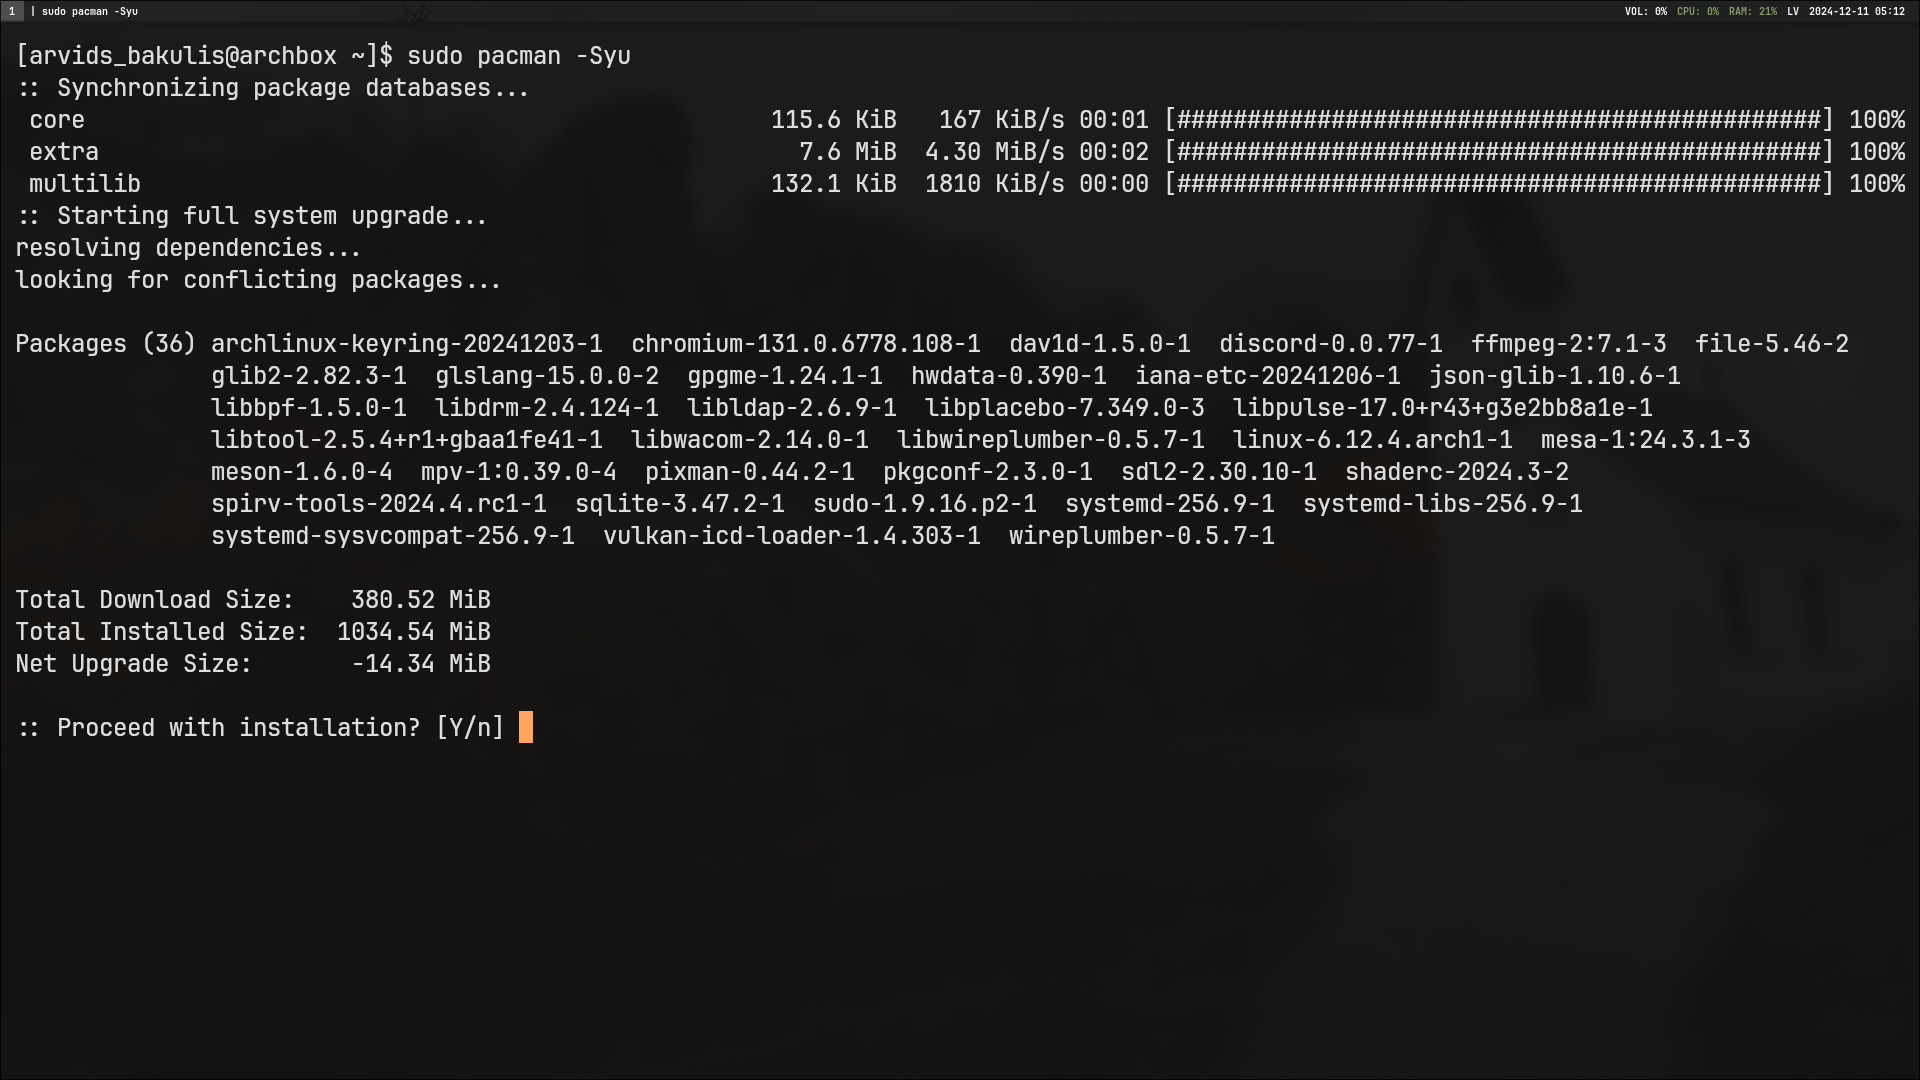 1 | sudo pacman -Syu VOL: 0% CPU: 0% RAM: 21% LV 2024-12-11 05:12
[arvids_bakulis@archbox ~]$ sudo pacman -Syu
:: Synchronizing package databases...
core 115.6 KiB 167 KiB/s 00:01 [##############################################] 100%
extra 7.6 MiB 4.30 MiB/s 00:02 [##############################################] 100%
multilib 132.1 KiB 1810 KiB/s 00:00 [##############################################] 100%
:: Starting full system upgrade...
resolving dependencies...
looking for conflicting packages...
Packages (36) archlinux-keyring-20241203-1 chromium-131.0.6778.108-1 dav1d-1.5.0-1 discord-0.0.77-1 ffmpeg-2:7.1-3 file-5.46-2
glib2-2.82.3-1 glslang-15.0.0-2 gpgme-1.24.1-1 hwdata-0.390-1 iana-etc-20241206-1 json-glib-1.10.6-1
libbpf-1.5.0-1 libdrm-2.4.124-1 libldap-2.6.9-1 libplacebo-7.349.0-3 libpulse-17.0+r43+g3e2bb8a1e-1
libtool-2.5.4+r1+gbaa1fe41-1 libwacom-2.14.0-1 libwireplumber-0.5.7-1 linux-6.12.4.arch1-1 mesa-1:24.3.1-3
meson-1.6.0-4 mpv-1:0.39.0-4 pixman-0.44.2-1 pkgconf-2.3.0-1 sdl2-2.30.10-1 shaderc-2024.3-2
spirv-tools-2024.4.rc1-1 sqlite-3.47.2-1 sudo-1.9.16.p2-1 systemd-256.9-1 systemd-libs-256.9-1
systemd-sysvcompat-256.9-1 vulkan-icd-loader-1.4.303-1 wireplumber-0.5.7-1
Total Download Size: 380.52 MiB
Total Installed Size: 1034.54 MiB
Net Upgrade Size: -14.34 MiB
:: Proceed with installation? [Y/n]